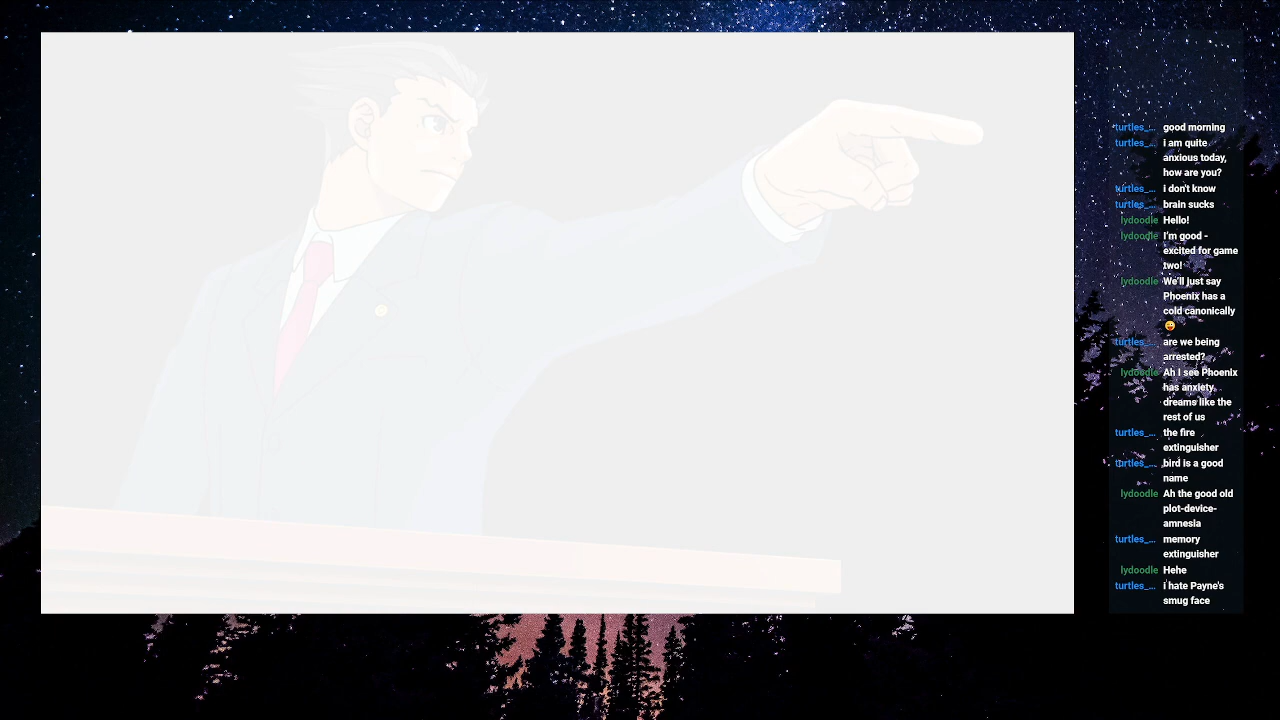 turtles_... good morning
turtles_... i am quite
anxious today,
how are you?
turtles_... i don't know
turtles_... brain sucks
lydoodle Hello!
lydoodle I'm good -
excited for game
two!
lydoodle We'll just say
Phoenix has a
cold canonically
😛
turtles_... are we being
arrested?
lydoodle Ah I see Phoenix
has anxiety
dreams like the
rest of us
turtles_... the fire
extinguisher
turtles_... bird is a good
name
lydoodle Ah the good old
plot-device-
amnesia
turtles_... memory
extinguisher
lydoodle Hehe
turtles_... i hate Payne's
smug face